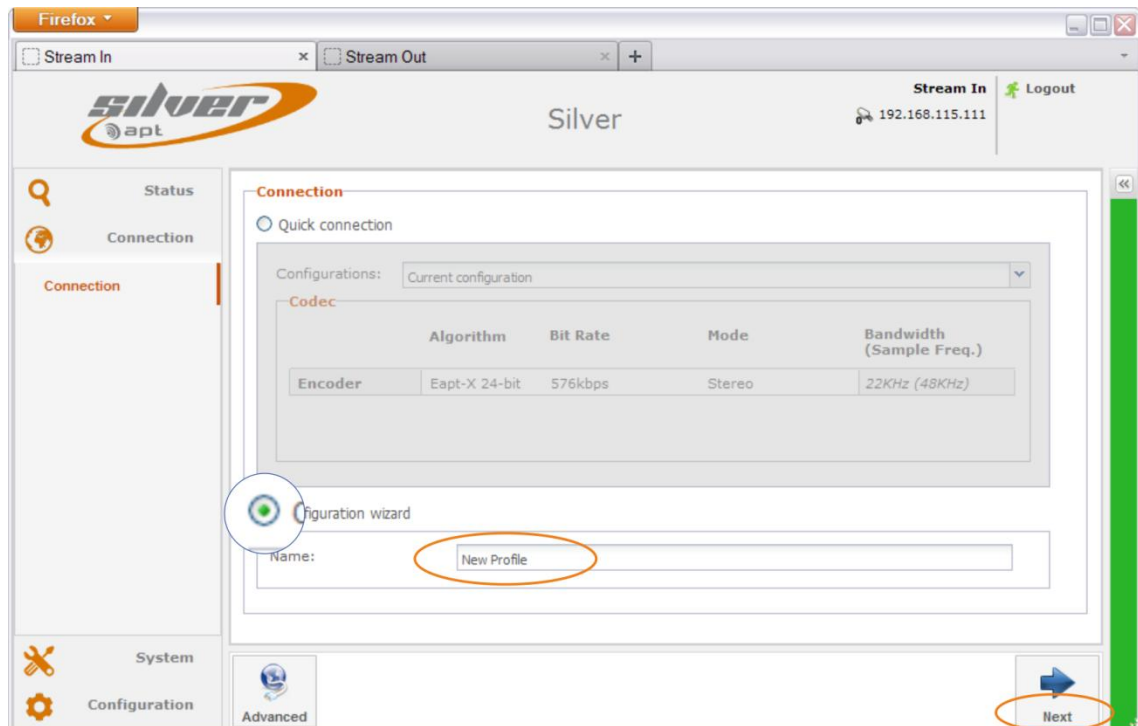 Firefox
Stream In
Stream Out
silver
apt
Silver
Stream In
192.168.115.111
Logout
Status
Connection
Connection
System
Configuration
Connection
Quick connection
Configurations: Current configuration
Codec
Algorithm Bit Rate Mode Bandwidth
(Sample Freq.)
Encoder Eapt-X 24-bit 576kbps Stereo 22KHz (48KHz)
figuration wizard
Name: New Profile
Advanced
Next